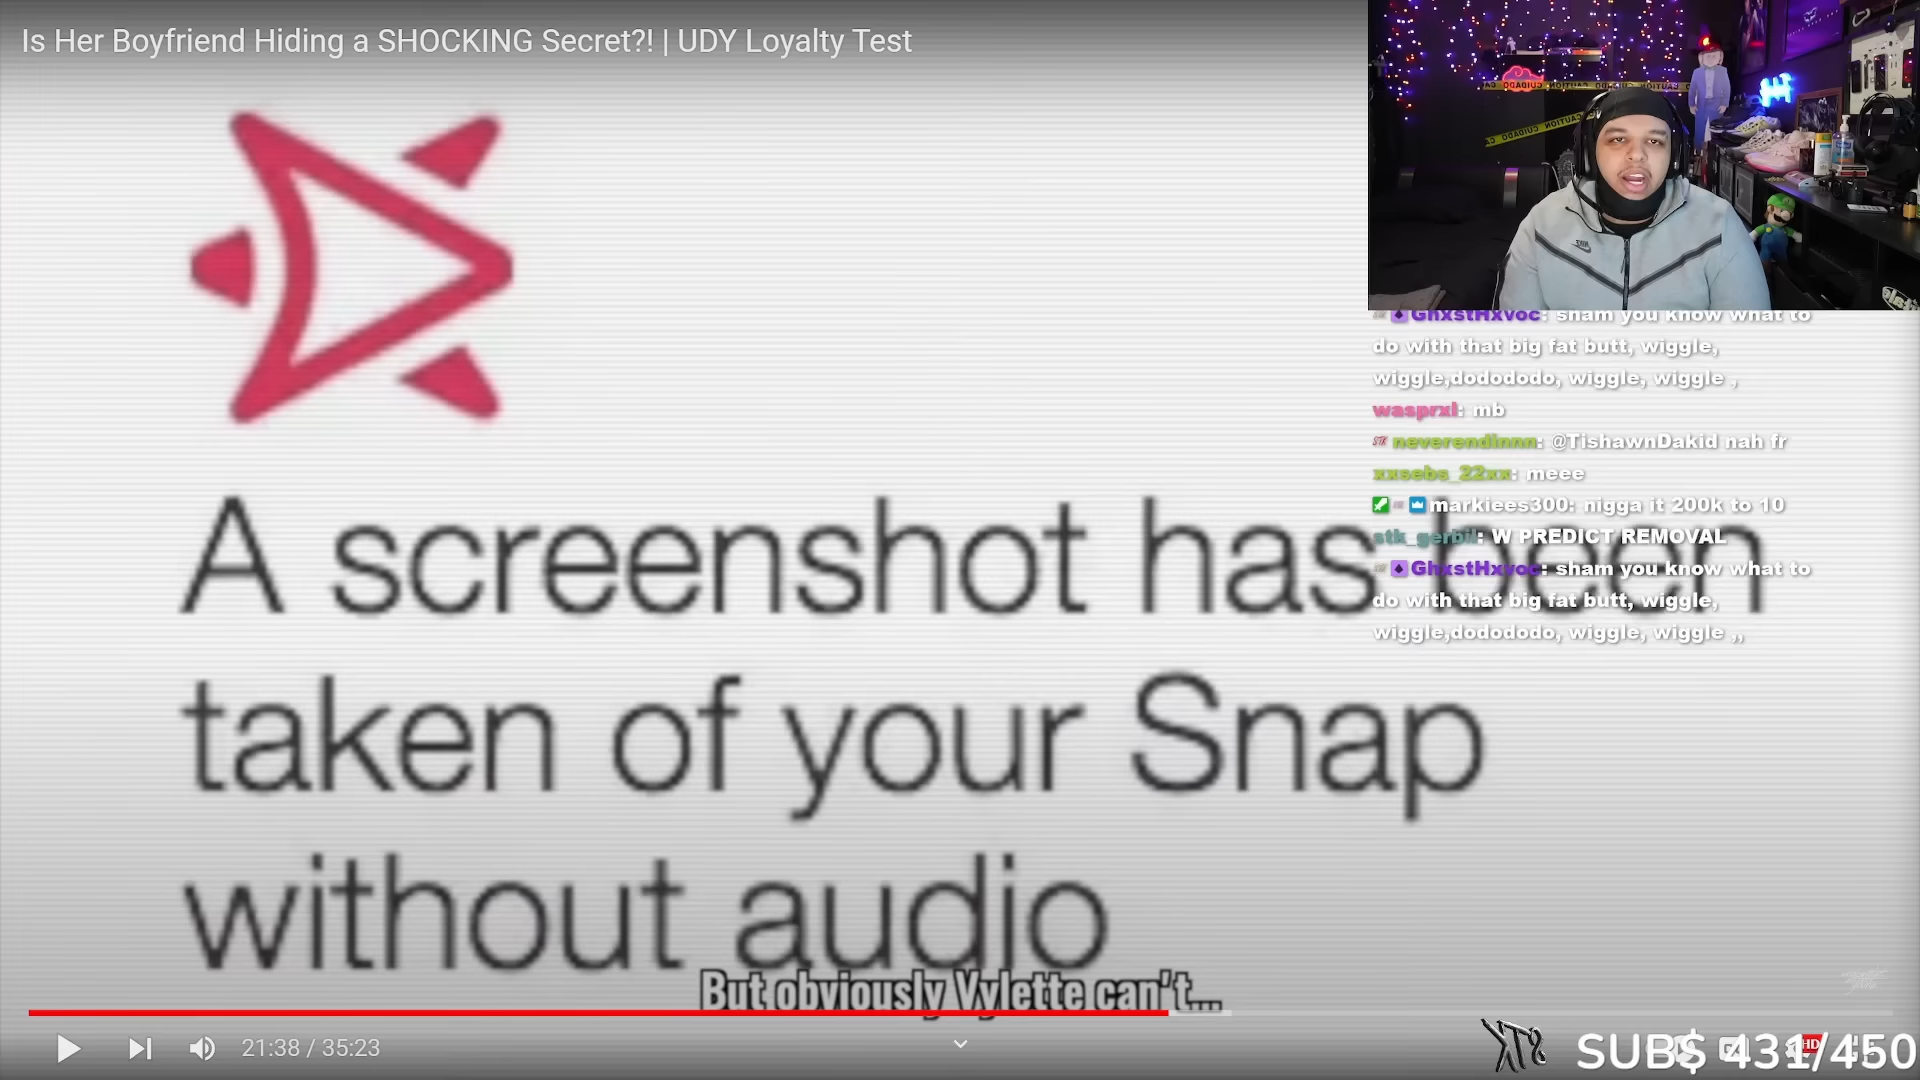 Is Her Boyfriend Hiding a SHOCKING Secret?! | UDY Loyalty Test
GhxstHxvoc: sham you know what to
do with that big fat butt, wiggle,
wiggle,dodododo, wiggle, wiggle ,
wasprxl: mb
STK neverendinnn: @TishawnDakid nah fr
xxsebs_22xx: meee
markiees300: nigga it 200k to 10
stk_gerbil: W PREDICT REMOVAL
GhxstHxvoc: sham you know what to
do with that big fat butt, wiggle,
wiggle,dodododo, wiggle, wiggle ,,
A screenshot has been
taken of your Snap
without audio
But obviously Vylette can't...
21:38 / 35:23
STK
SUB$ 431/450
HD